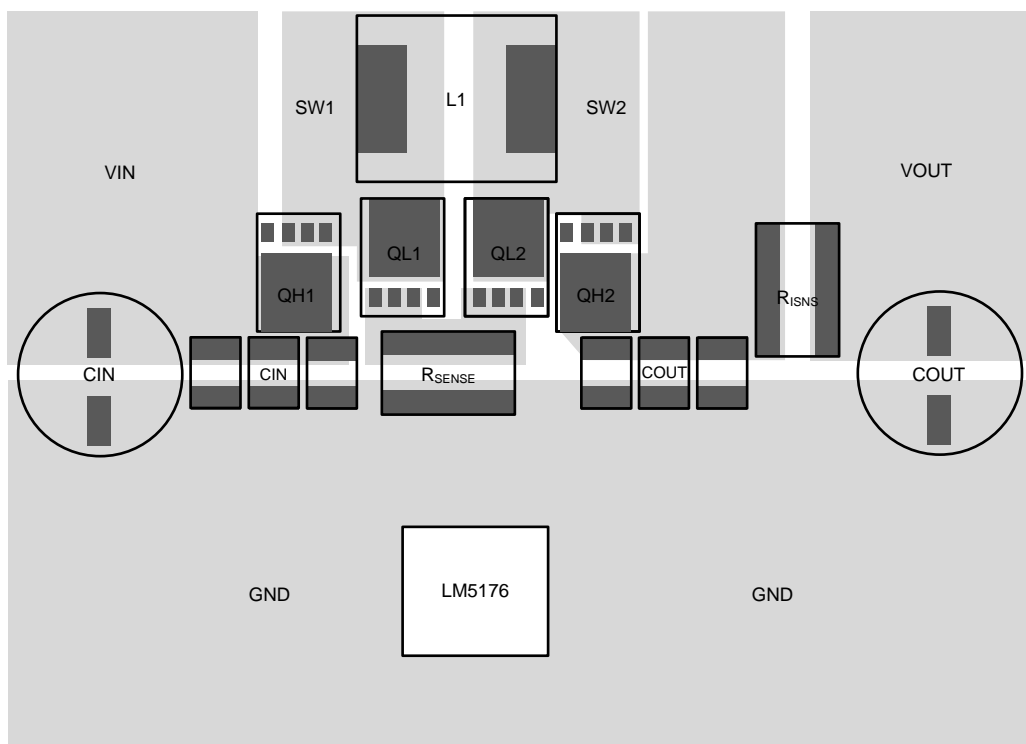 L1
SW1
SW2
VIN
VOUT
QL1
QL2
QH1
QH2
RISNS
CIN
CIN
RSENSE
COUT
COUT
LM5176
GND
GND